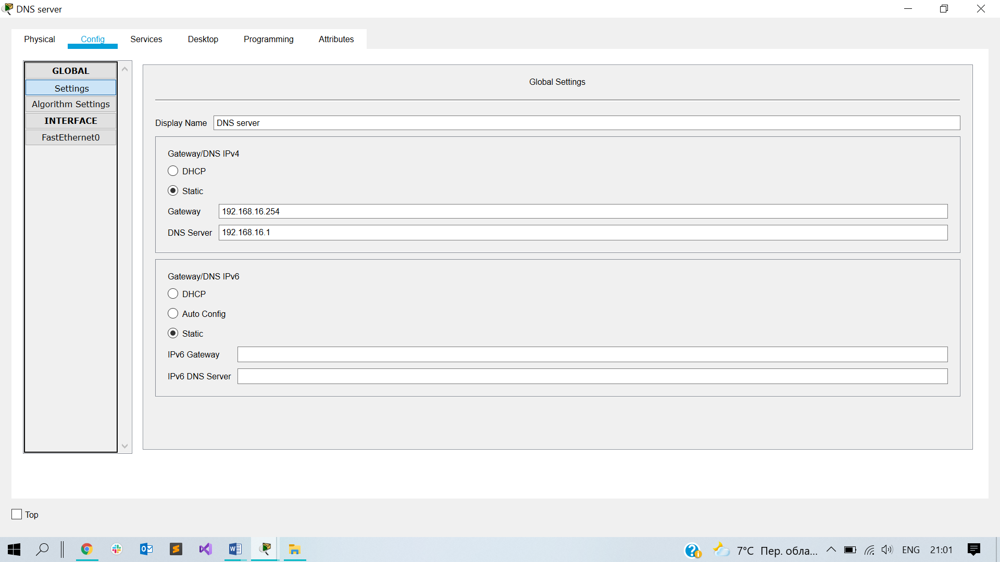 DNS server
Physical
Config
Services
Desktop
Programming
Attributes
GLOBAL
Settings
Algorithm Settings
INTERFACE
FastEthernet0
Global Settings
Display Name
DNS server
Gateway/DNS IPv4
DHCP
Static
Gateway
192.168.16.254
DNS Server
192.168.16.1
Gateway/DNS IPv6
DHCP
Auto Config
Static
IPv6 Gateway
IPv6 DNS Server
Top
7°C Пер. обла...
ENG
21:01